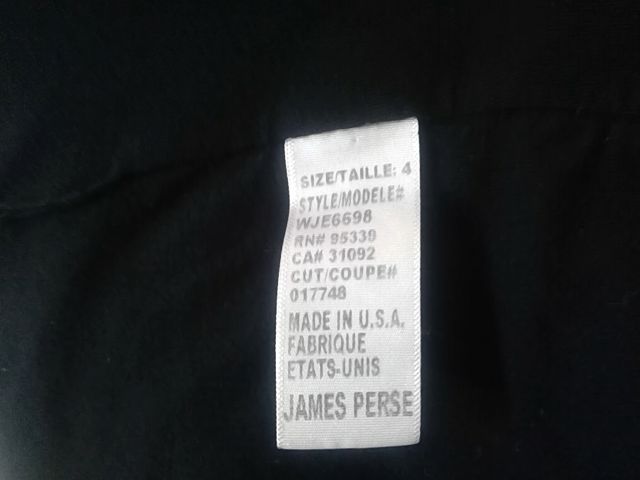 SIZE/TAILLE: 4
STYLE/MODELE#
WJE6698
RN# 95339
CA# 31092
CUT/COUPE#
017748
MADE IN U.S.A.
FABRIQUE
ETATS-UNIS
JAMES PERSE